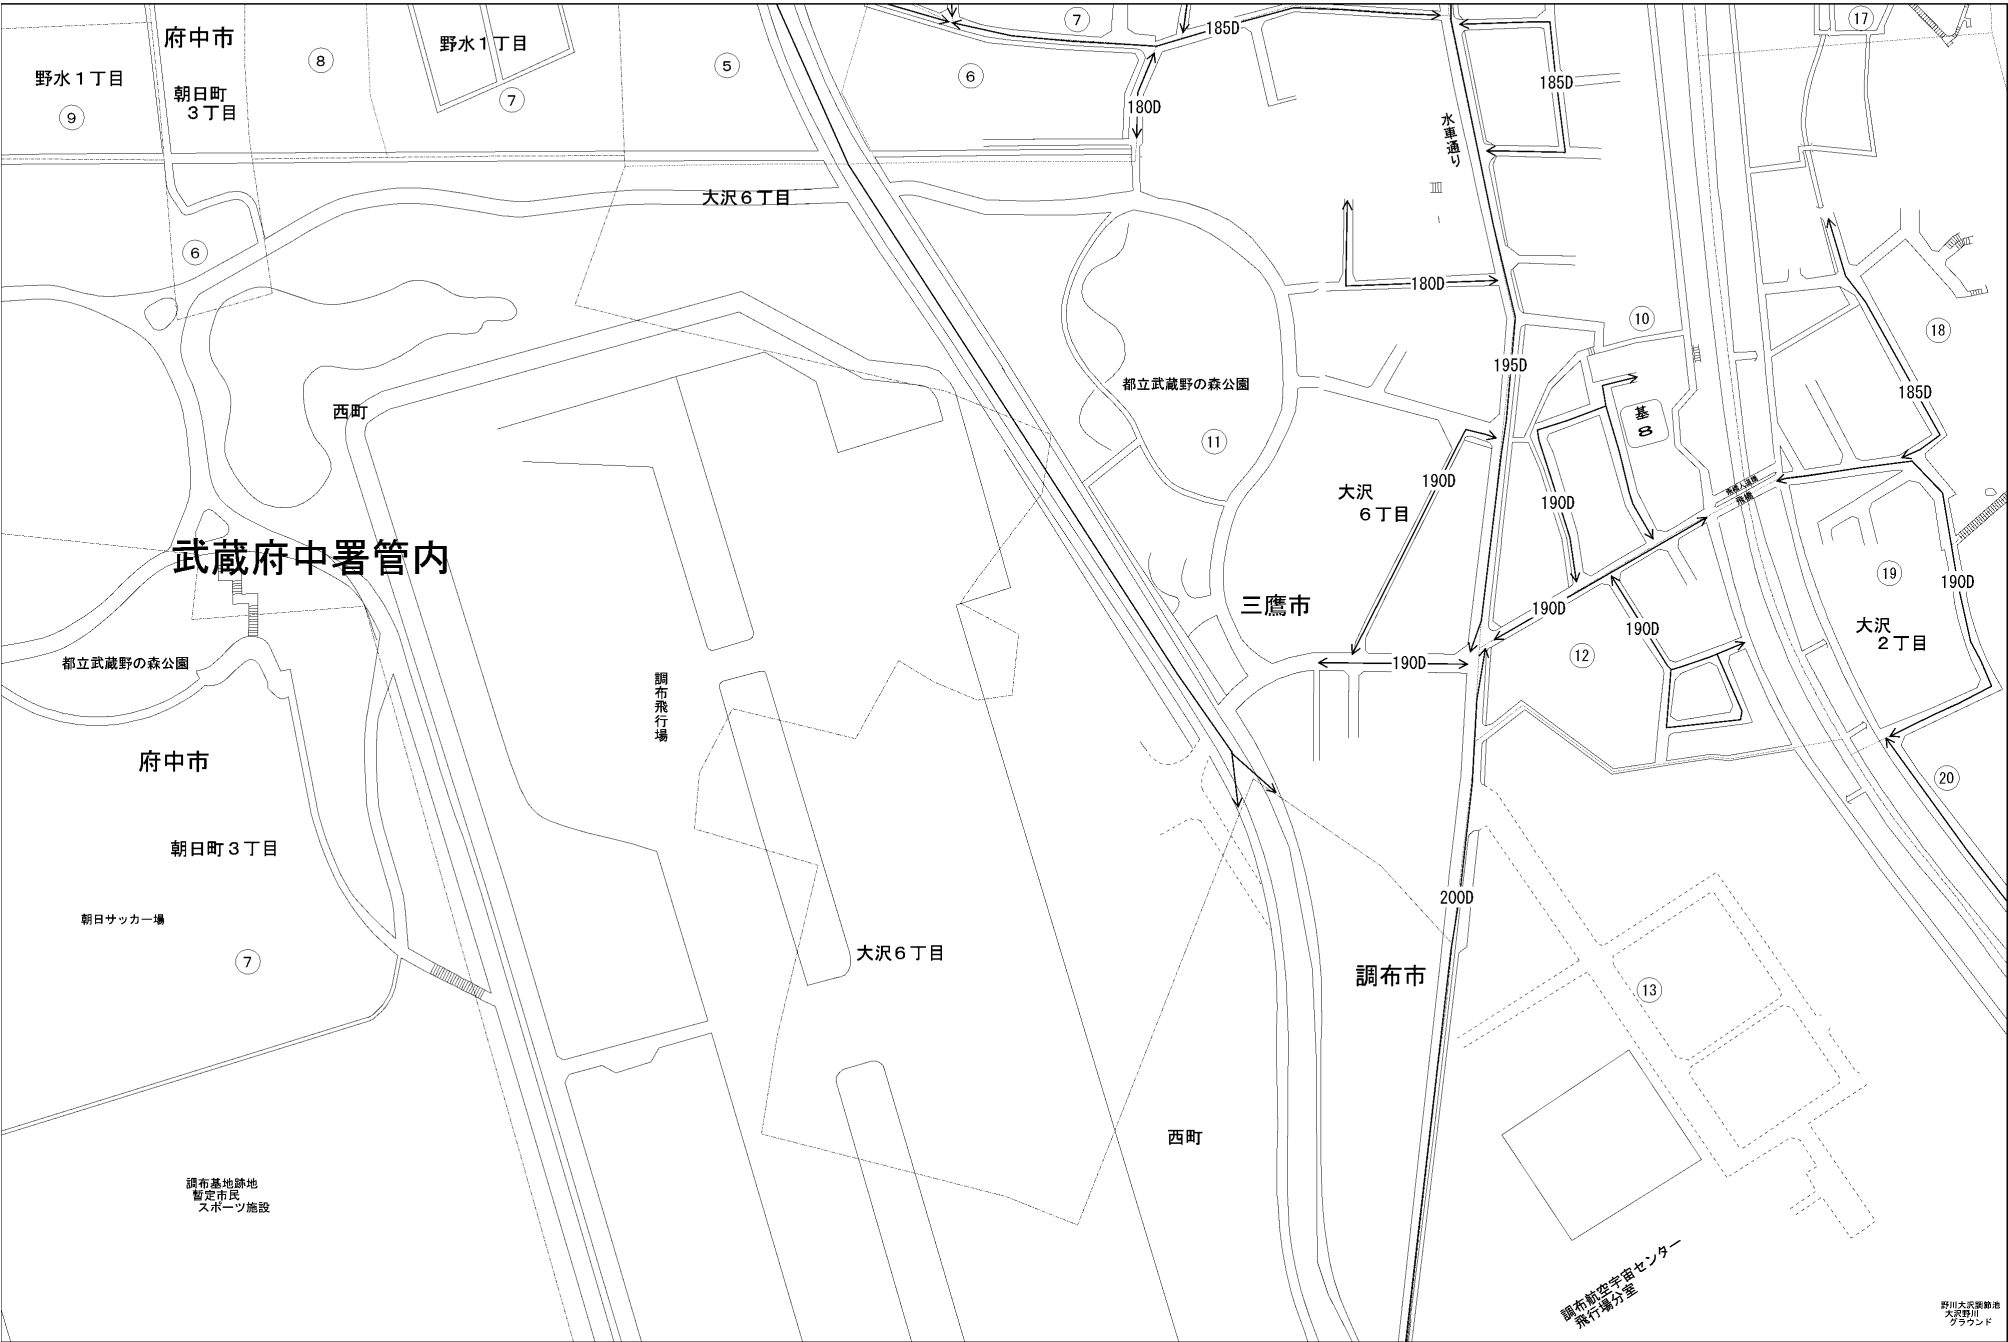 府中市
野水１丁目
⑧
野水１丁目
⑦
⑤
⑥
⑦
185D
⑰
朝日町
３丁目
⑨
180D
185D
水車通り
大沢６丁目
⑥
180D
⑩
⑱
195D
都立武蔵野の森公園
⑪
185D
西町
基
8
大沢
６丁目
190D
190D
飛橋人道橋
飛橋
武蔵府中署管内
⑲
190D
三鷹市
190D
190D
大沢
２丁目
都立武蔵野の森公園
190D
⑫
調布飛行場
府中市
⑳
朝日町３丁目
朝日サッカー場
200D
⑦
大沢６丁目
調布市
⑬
西町
調布基地跡地
暫定市民
スポーツ施設
調布航空宇宙センター
飛行場分室
野川大沢調節池
大沢野川
グラウンド